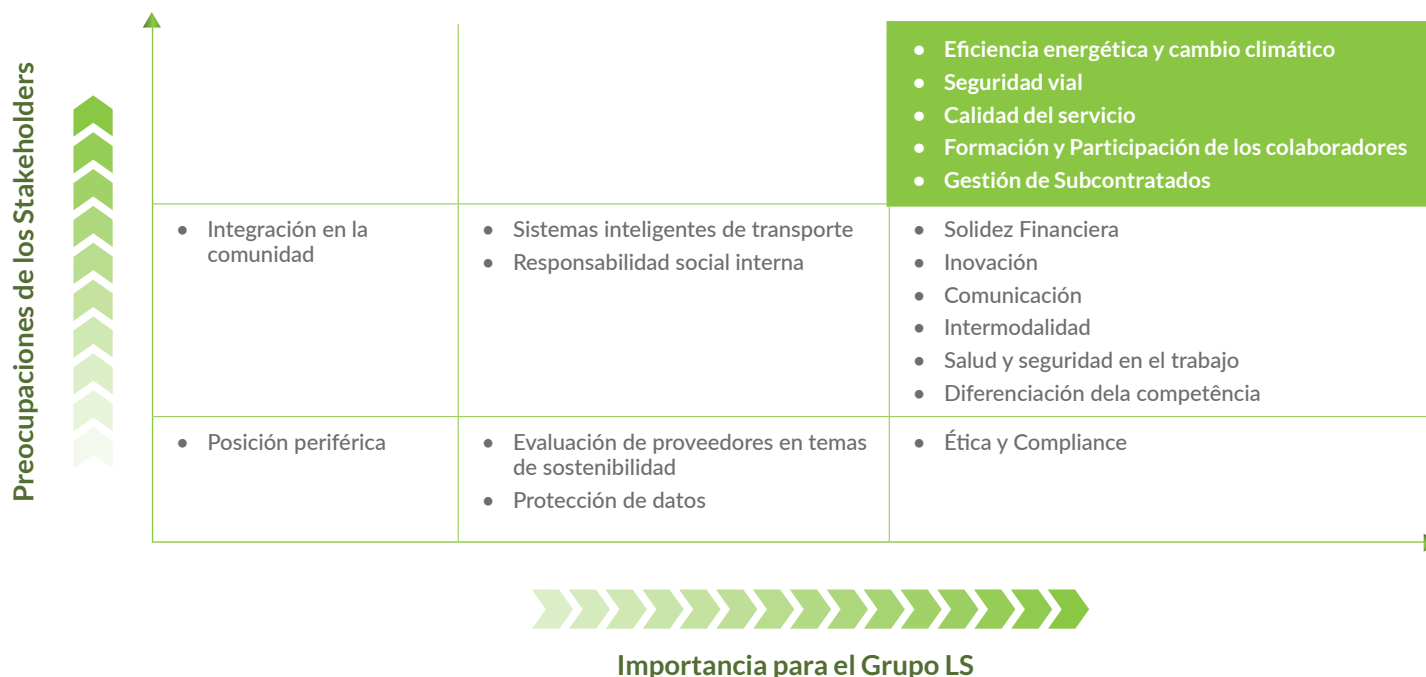 Preocupaciones de los Stakeholders
• Eficiencia energética y cambio climático
• Seguridad vial
• Calidad del servicio
• Formación y Participación de los colaboradores
• Gestión de Subcontratados
• Integración en la
comunidad
• Sistemas inteligentes de transporte
• Responsabilidad social interna
• Solidez Financiera
• Inovación
• Comunicación
• Intermodalidad
• Salud y seguridad en el trabajo
• Diferenciación dela competência
• Posición periférica
• Evaluación de proveedores en temas
de sostenibilidad
• Protección de datos
• Ética y Compliance
Importancia para el Grupo LS